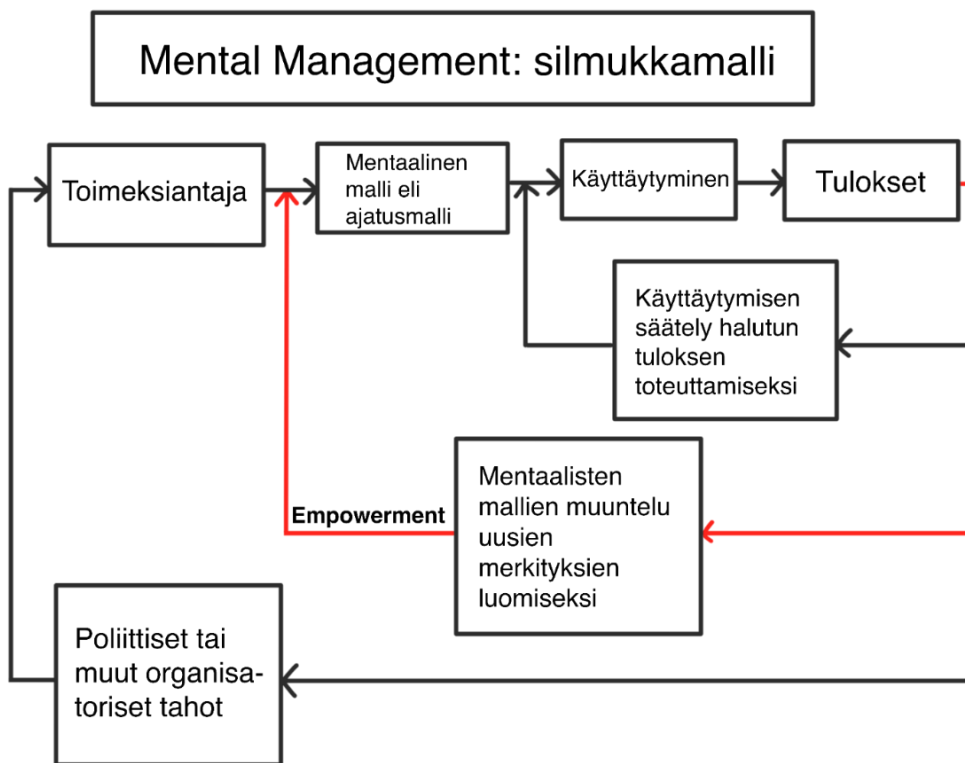 Mental Management: silmukkamalli
Toimeksiantaja
Mentaalinen
malli eli
ajatusmalli
Käyttäytyminen
Tulokset
Käyttäytymisen
säätely halutun
tuloksen
toteuttamiseksi
Empowerment
Mentaalisten
mallien muuntelu
uusien
merkityksien
luomiseksi
Poliittiset tai
muut organisa-
toriset tahot